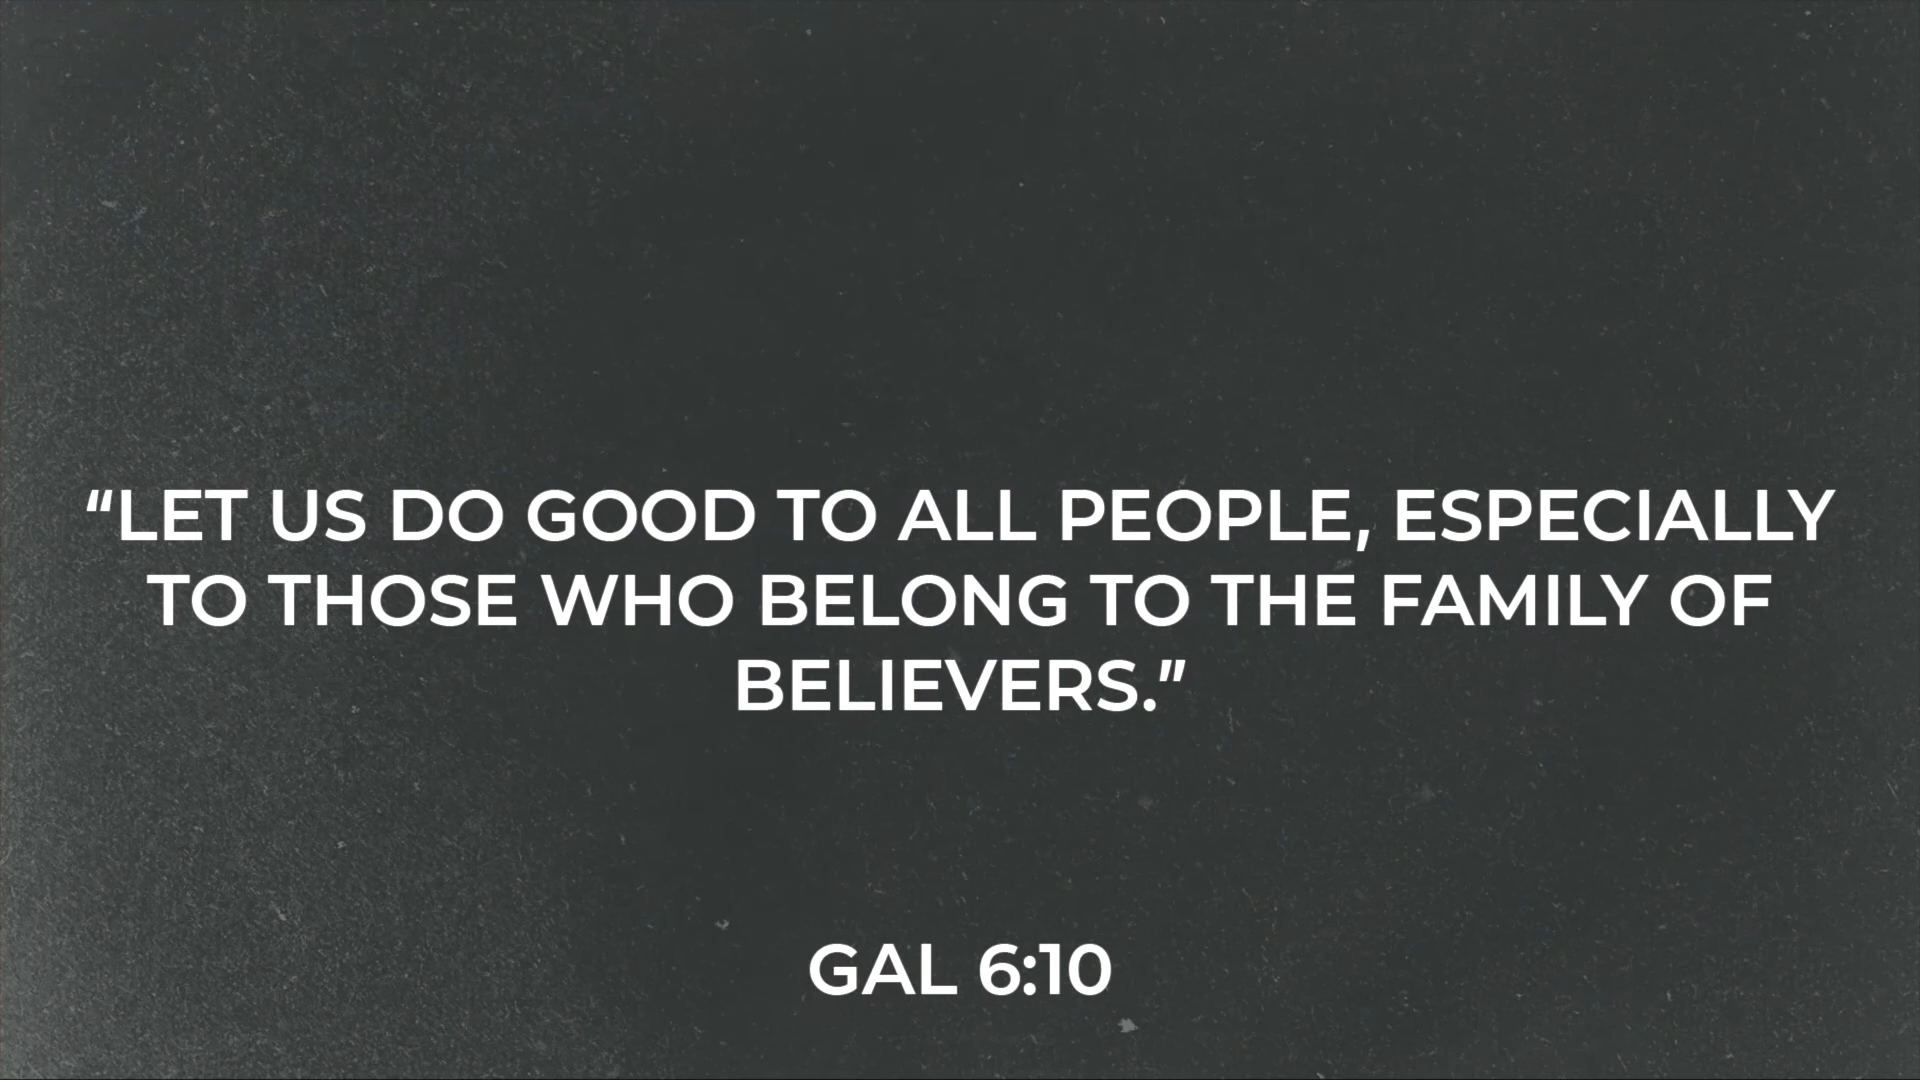 “LET US DO GOOD TO ALL PEOPLE, ESPECIALLY
TO THOSE WHO BELONG TO THE FAMILY OF
BELIEVERS.”
GAL 6:10